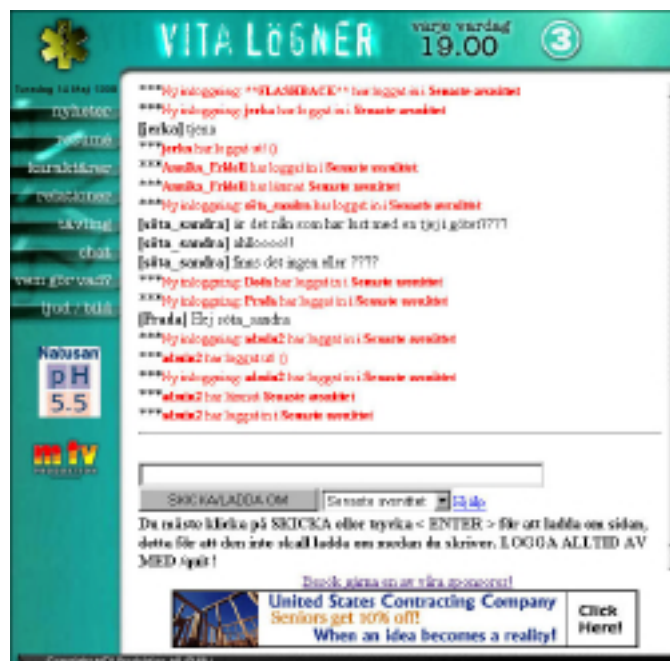 VITA LÖGNER
varje vardag
19.00
3
nyheter
resumé
karaktärer
relationer
tävling
chat
vem gör vad?
ljud / bild
Natusan
pH
5.5
mtv
***Ny inloggning: **FLASHBACK** har loggat in i Senaste avsnittet
***Ny inloggning: jerka har loggat in i Senaste avsnittet
[jerka] tjena
***jerka har loggat ut! ()
***Annika_Frldell har loggat in i Senaste avsnittet
***Annika_Frldell har lämnat Senaste avsnittet
***Ny inloggning: söta_sandra har loggat in i Senaste avsnittet
[söta_sandra] är det nån som har lust med en tjej i götet????
[söta_sandra] ahlloooo!!
[söta_sandra] finns det ingen eller ????
***Ny inloggning: har loggat in i Senaste avsnittet
***Ny inloggning: Prada har loggat in i Senaste avsnittet
[Prada] Hej söta_sandra
***Ny inloggning: admin2 har loggat in i Senaste avsnittet
***admin2 har loggat ut! ()
***Ny inloggning: admin2 har loggat in i Senaste avsnittet
***admin2 har lämnat Senaste avsnittet
***admin2 har loggat in i Senaste avsnittet
SKICKA/LADDA OM
Senaste avsnittet
Hjälp
Du måste klicka på SKICKA eller trycka < ENTER > för att ladda om sidan,
detta för att den inte skall ladda om medan du skriver. LOGGA ALLTID AV
MED /quit !
Besök gärna en av våra sponsorer!
United States Contracting Company
Seniors get 10% off!
When an idea becomes a reality!
Click
Here!